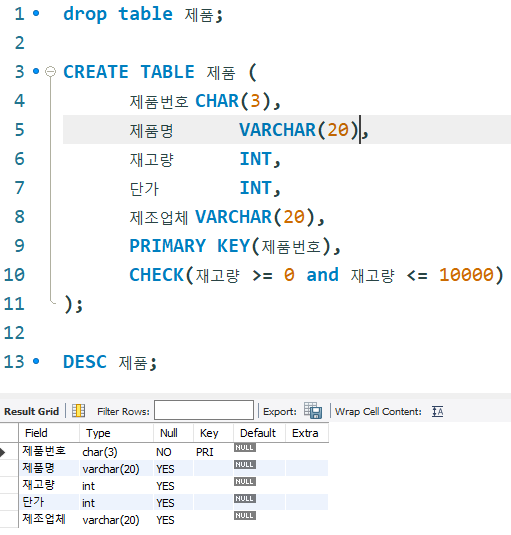 1 drop table 제품;
2
3 CREATE TABLE 제품 (
4 제품번호 CHAR(3),
5 제품명 VARCHAR(20),
6 재고량 INT,
7 단가 INT,
8 제조업체 VARCHAR(20),
9 PRIMARY KEY(제품번호),
10 CHECK(재고량 >= 0 and 재고량 <= 10000)
11 );
12
13 DESC 제품;
Result Grid Filter Rows: Export: Wrap Cell Content: IA
Field Type Null Key Default Extra
제품번호 char(3) NO PRI NULL
제품명 varchar(20) YES NULL
재고량 int YES NULL
단가 int YES NULL
제조업체 varchar(20) YES NULL